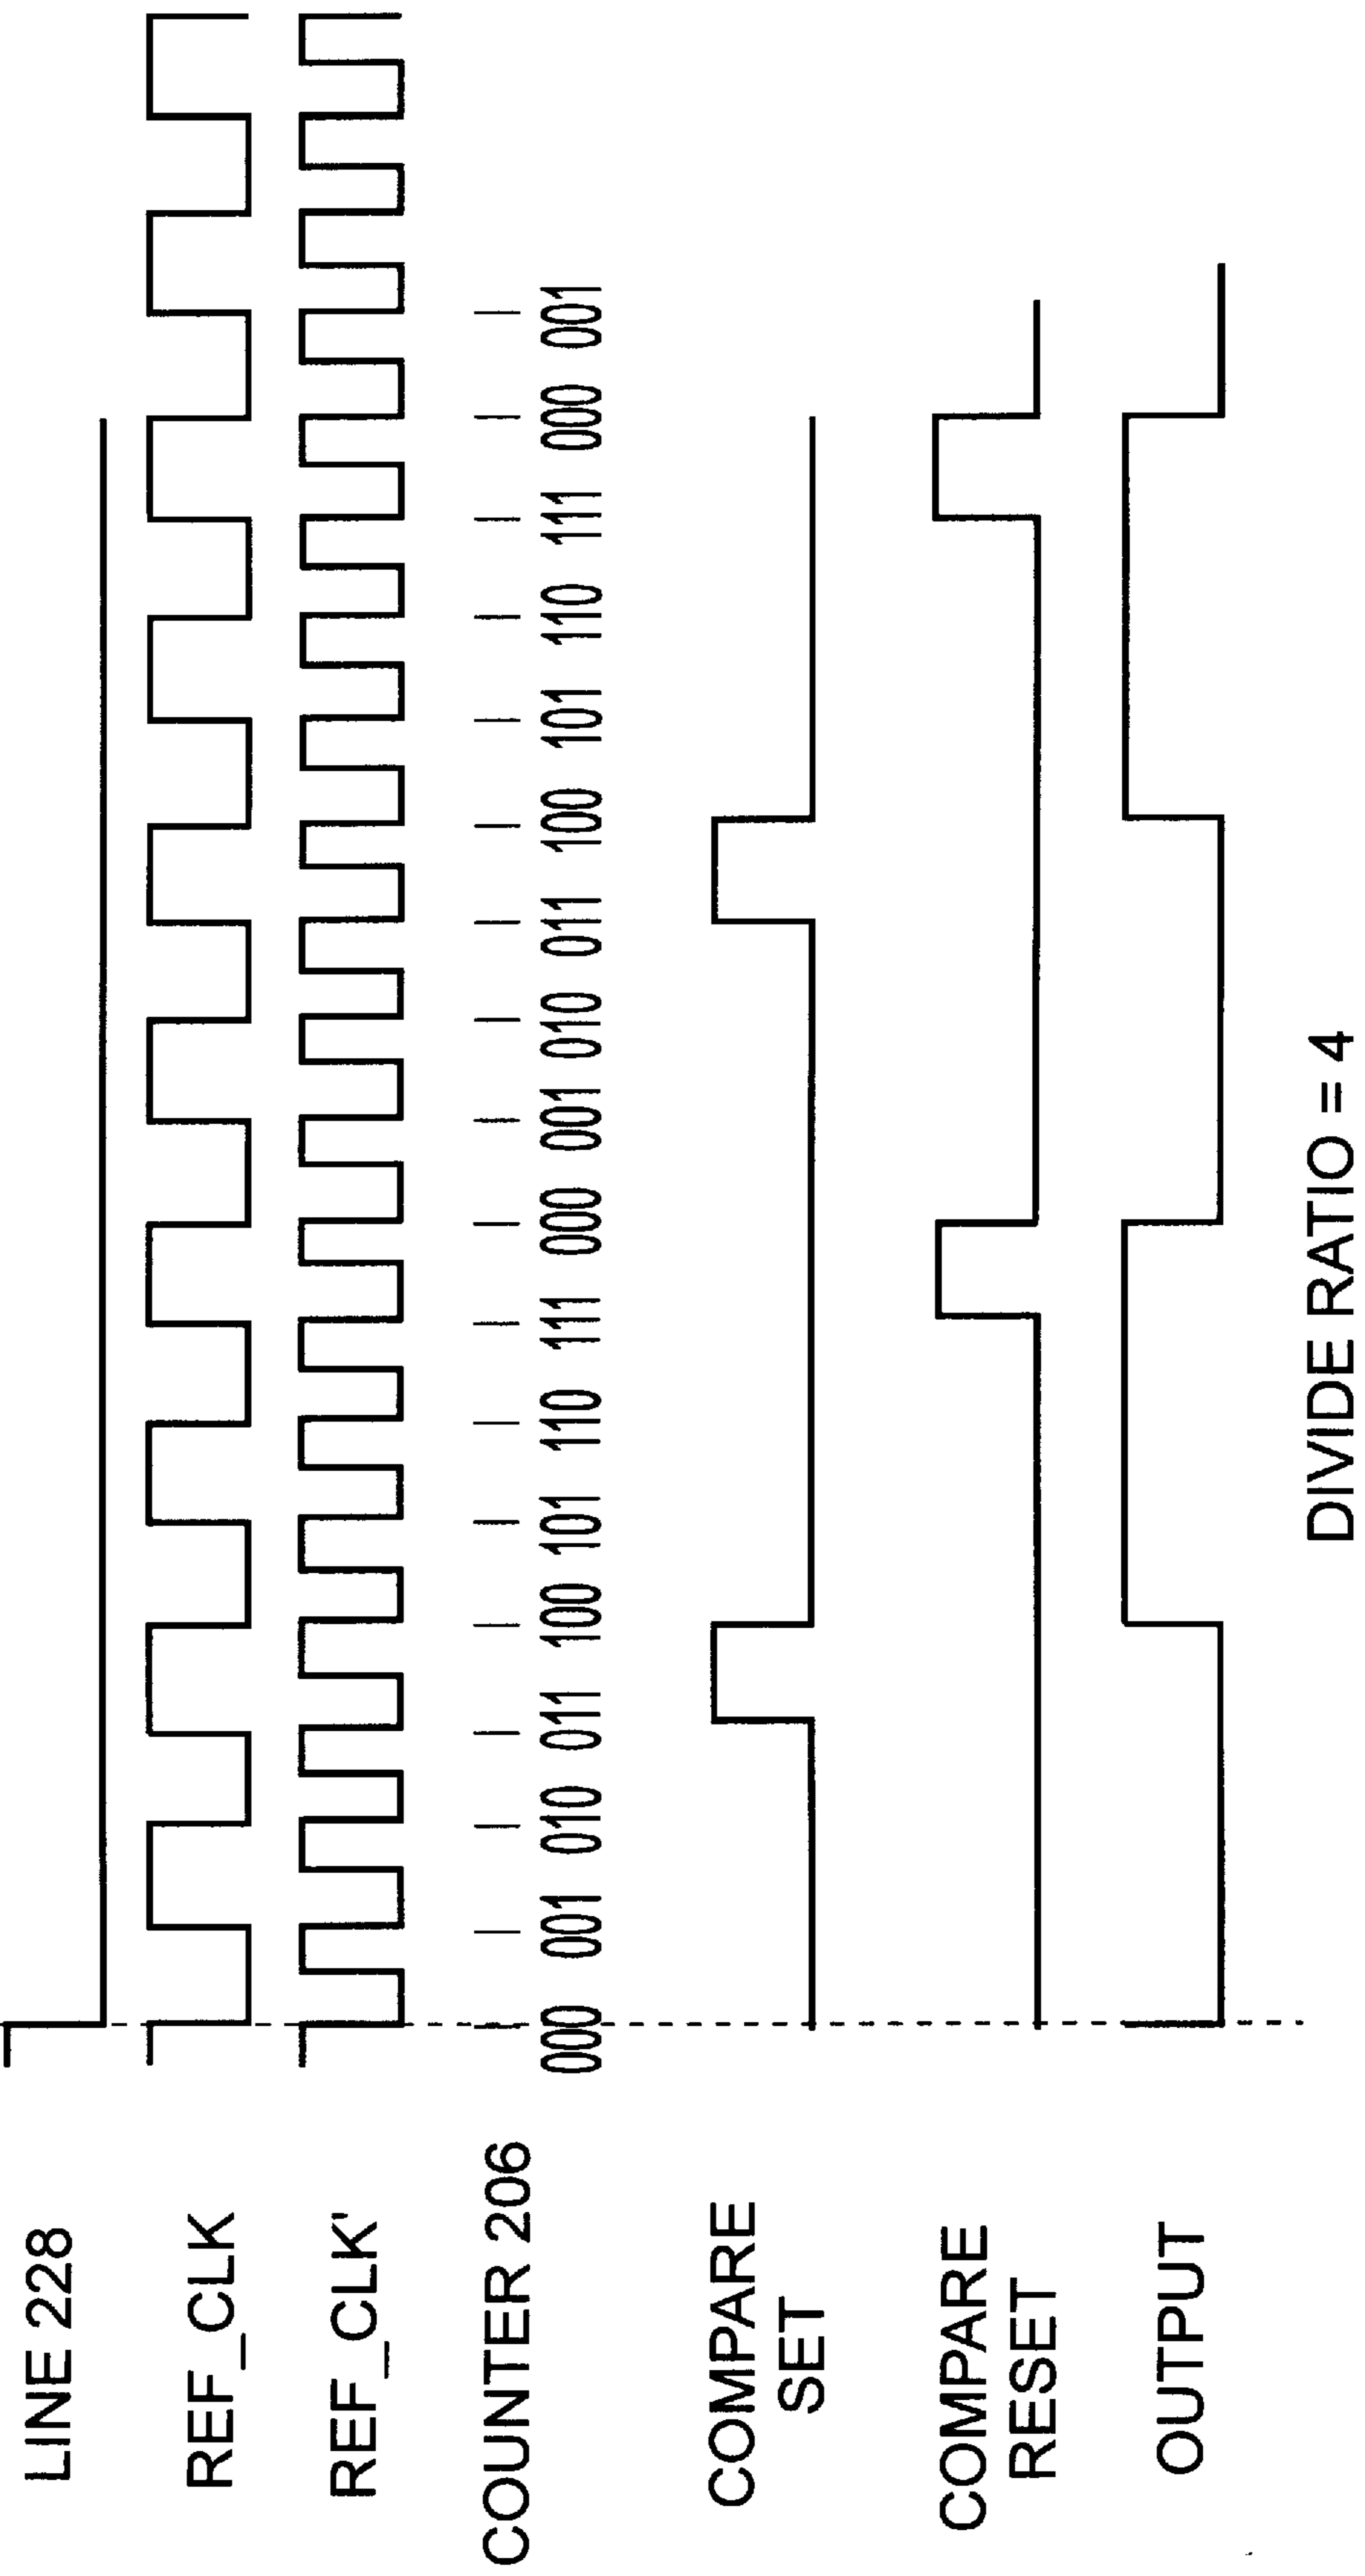 LINE 228
REF_CLK
REF_CLK'
COUNTER 206 000 001 010 011 100 101 110 111 000 001 010 011 100 101 110 111 000 001
COMPARE
SET
COMPARE
RESET
OUTPUT
DIVIDE RATIO = 4